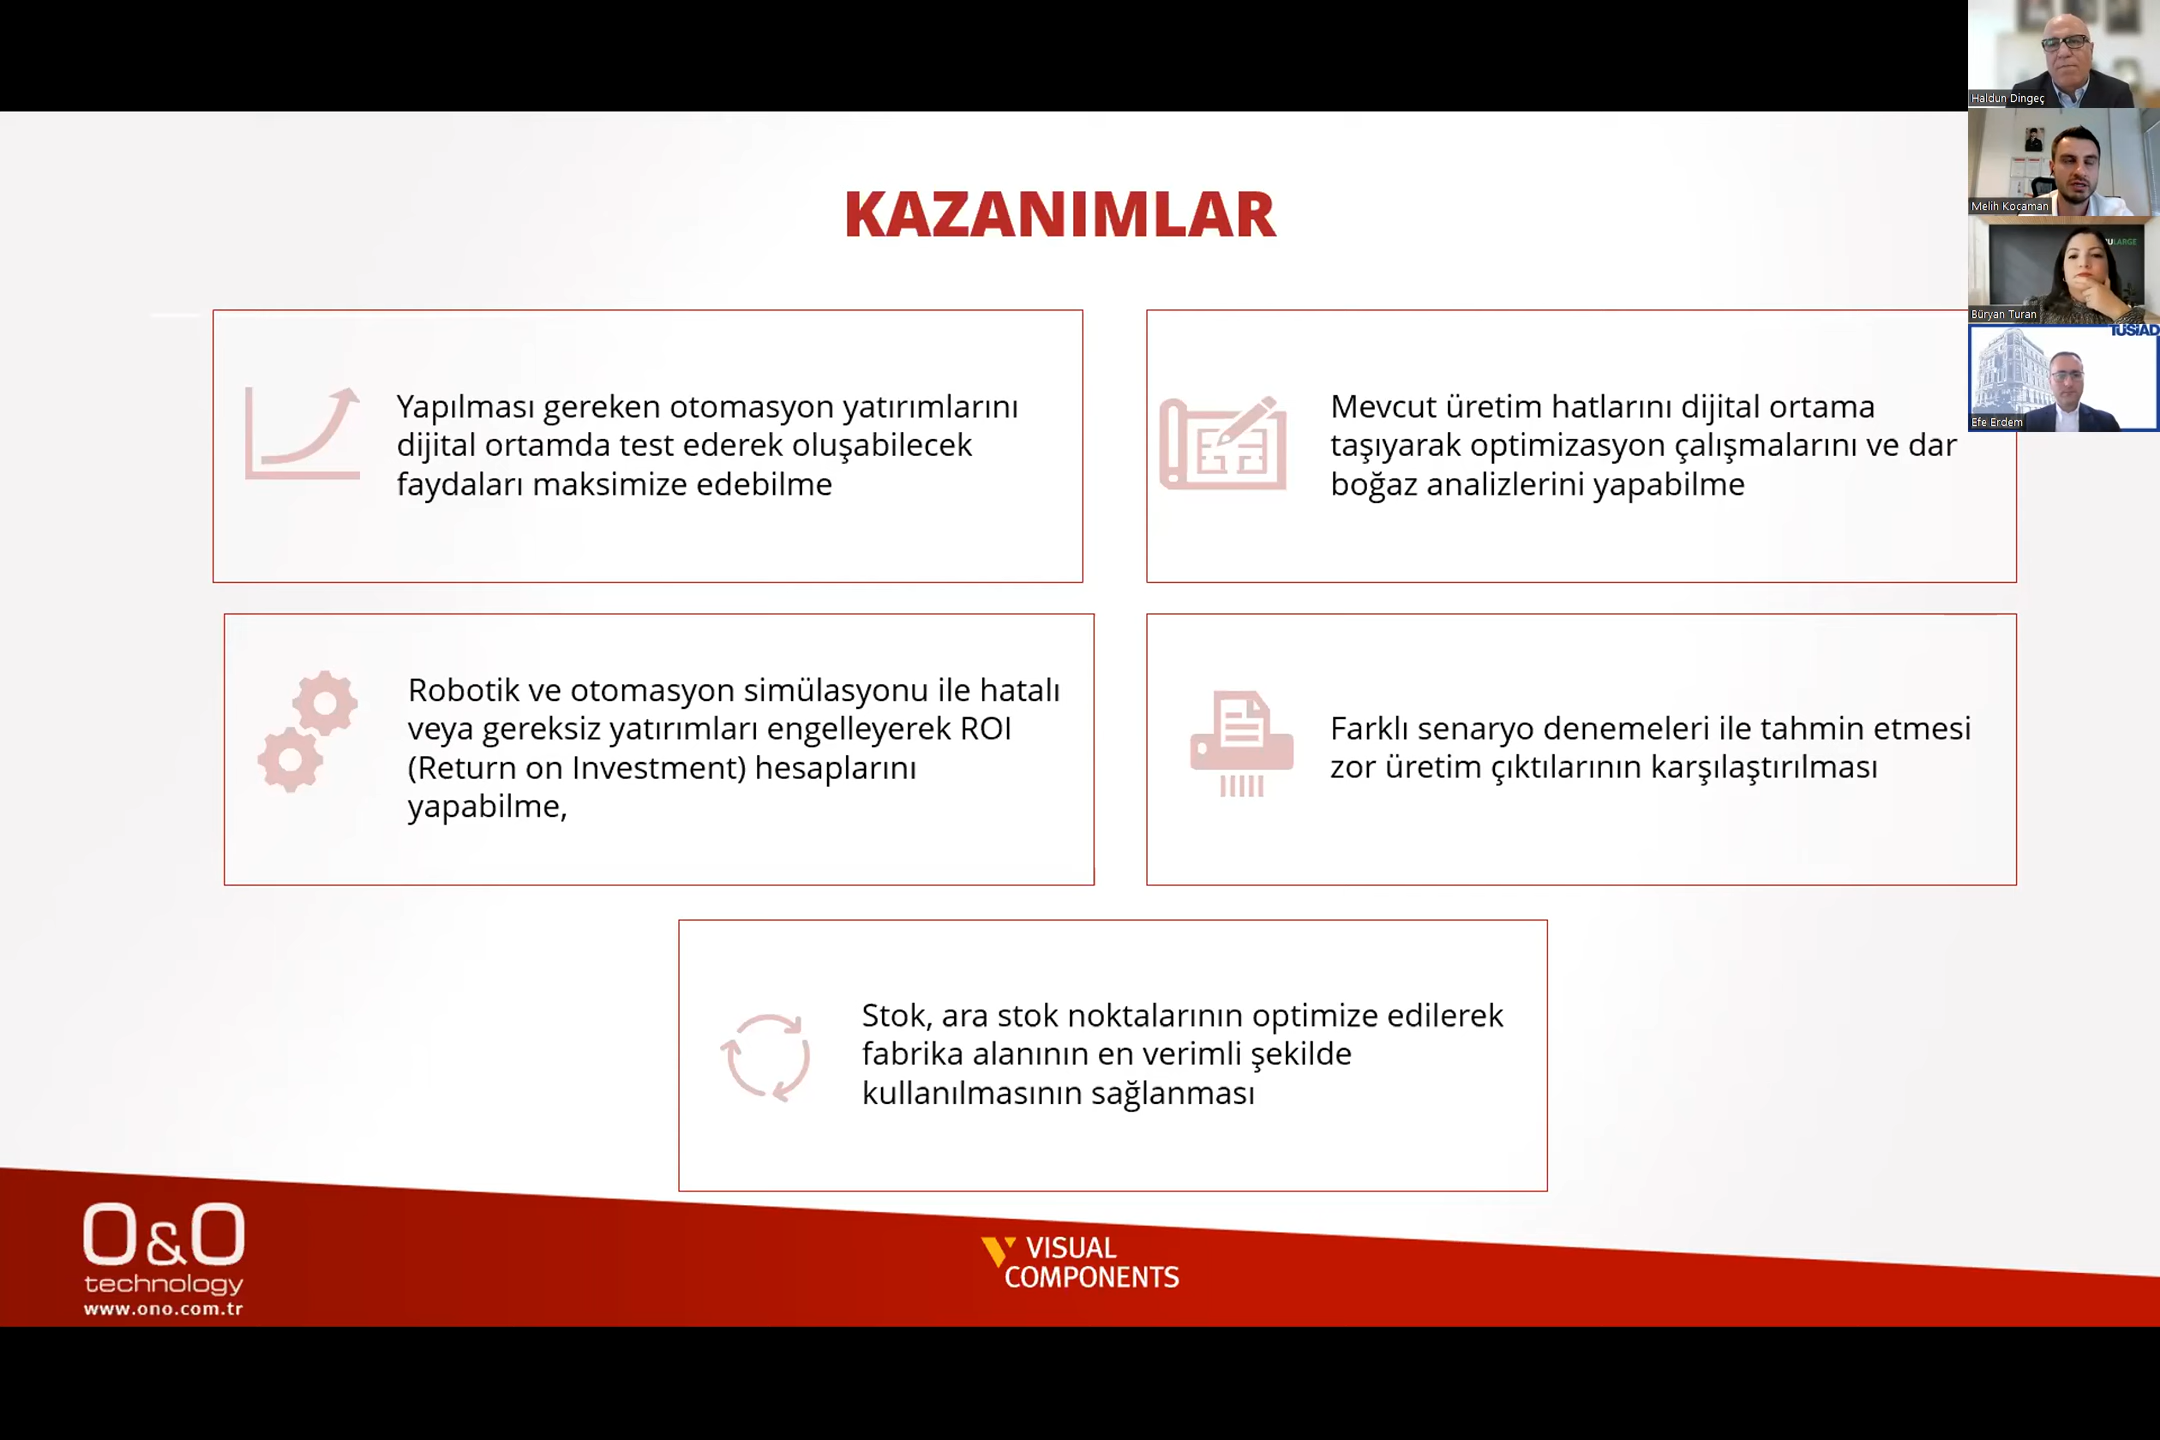 KAZANIMLAR
Yapılması gereken otomasyon yatırımlarını
dijital ortamda test ederek oluşabilecek
faydaları maksimize edebilme
Mevcut üretim hatlarını dijital ortama
taşıyarak optimizasyon çalışmalarını ve dar
boğaz analizlerini yapabilme
Robotik ve otomasyon simülasyonu ile hatalı
veya gereksiz yatırımları engelleyerek ROI
(Return on Investment) hesaplarını
yapabilme,
Farklı senaryo denemeleri ile tahmin etmesi
zor üretim çıktılarının karşılaştırılması
Stok, ara stok noktalarının optimize edilerek
fabrika alanının en verimli şekilde
kullanılmasının sağlanması
O&O
technology
www.ono.com.tr
VISUAL
COMPONENTS
Haldun Dingeç
Melih Kocaman
Büryan Turan
TÜSİAD
Efe Erdem